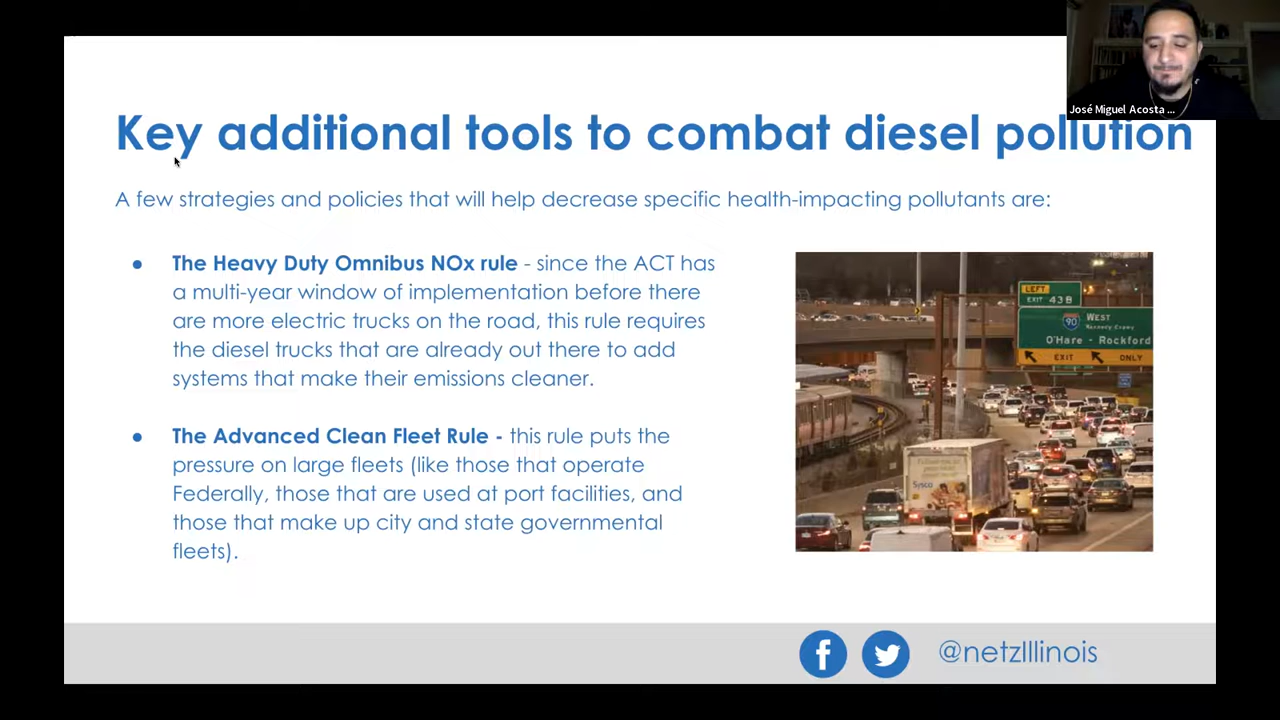 José Miguel Acosta ...
Key additional tools to combat diesel pollution
A few strategies and policies that will help decrease specific health-impacting pollutants are:
● The Heavy Duty Omnibus NOx rule - since the ACT has
a multi-year window of implementation before there
are more electric trucks on the road, this rule requires
the diesel trucks that are already out there to add
systems that make their emissions cleaner.
● The Advanced Clean Fleet Rule - this rule puts the
pressure on large fleets (like those that operate
Federally, those that are used at port facilities, and
those that make up city and state governmental
fleets).
LEFT
EXIT 43B
90
WEST
Kennedy Expwy
O'Hare - Rockford
EXIT ONLY
Sysco
@netzIllinois